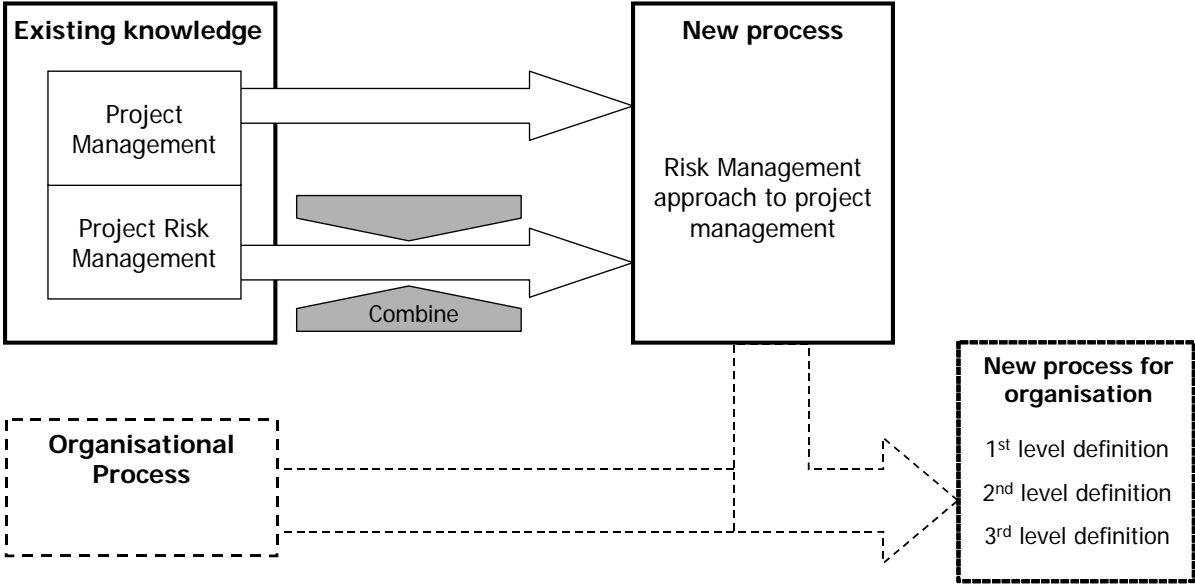 Existing knowledge
Project
Management
Project Risk
Management
Combine
New process
Risk Management
approach to project
management
Organisational
Process
New process for
organisation
1st level definition
2nd level definition
3rd level definition